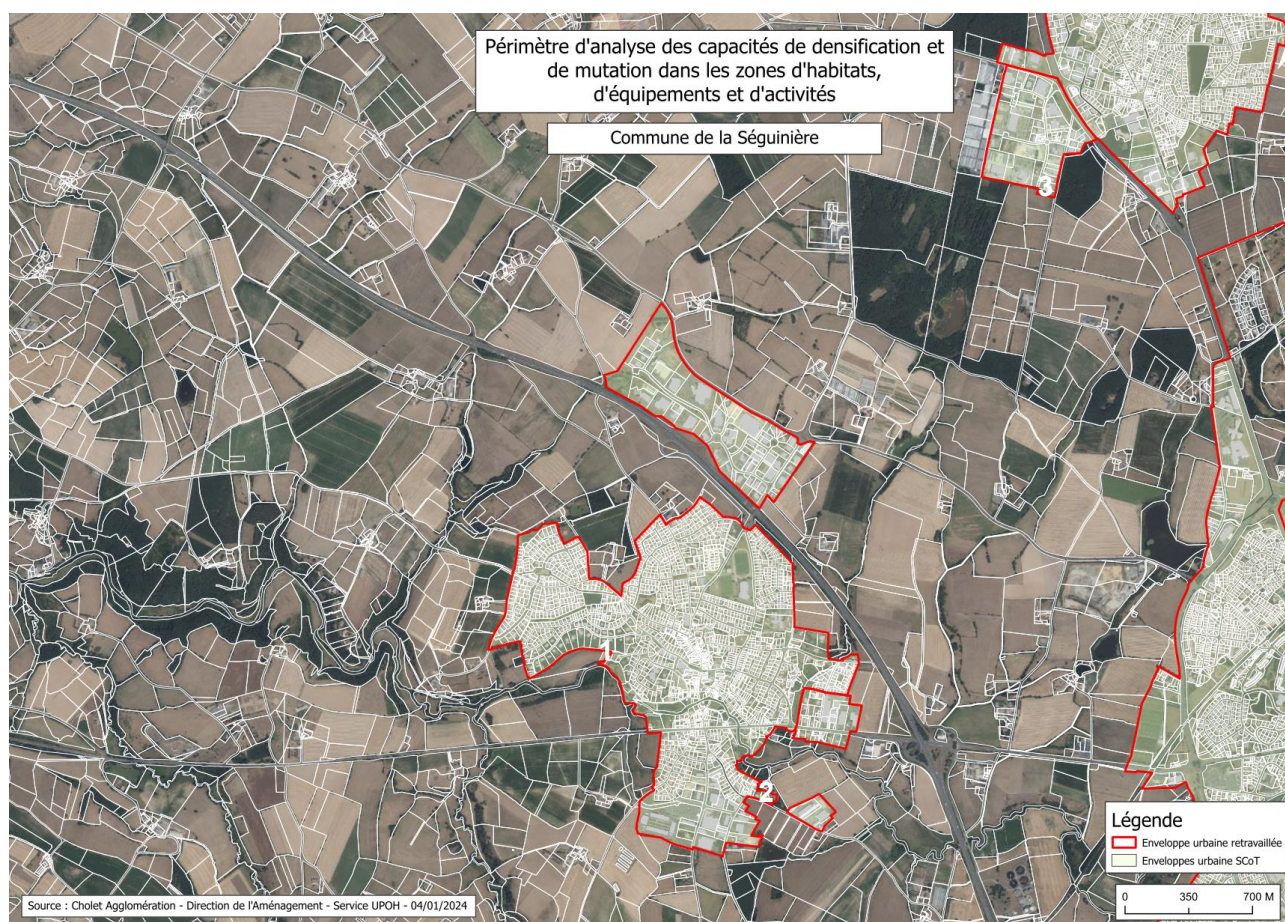 Périmètre d'analyse des capacités de densification et
de mutation dans les zones d'habitats,
d'équipements et d'activités
Commune de la Séguinière
3
1
2
Légende
Enveloppe urbaine retravaillée
Enveloppes urbaine SCoT
0 350 700 M
Source : Cholet Agglomération - Direction de l'Aménagement - Service UPOH - 04/01/2024